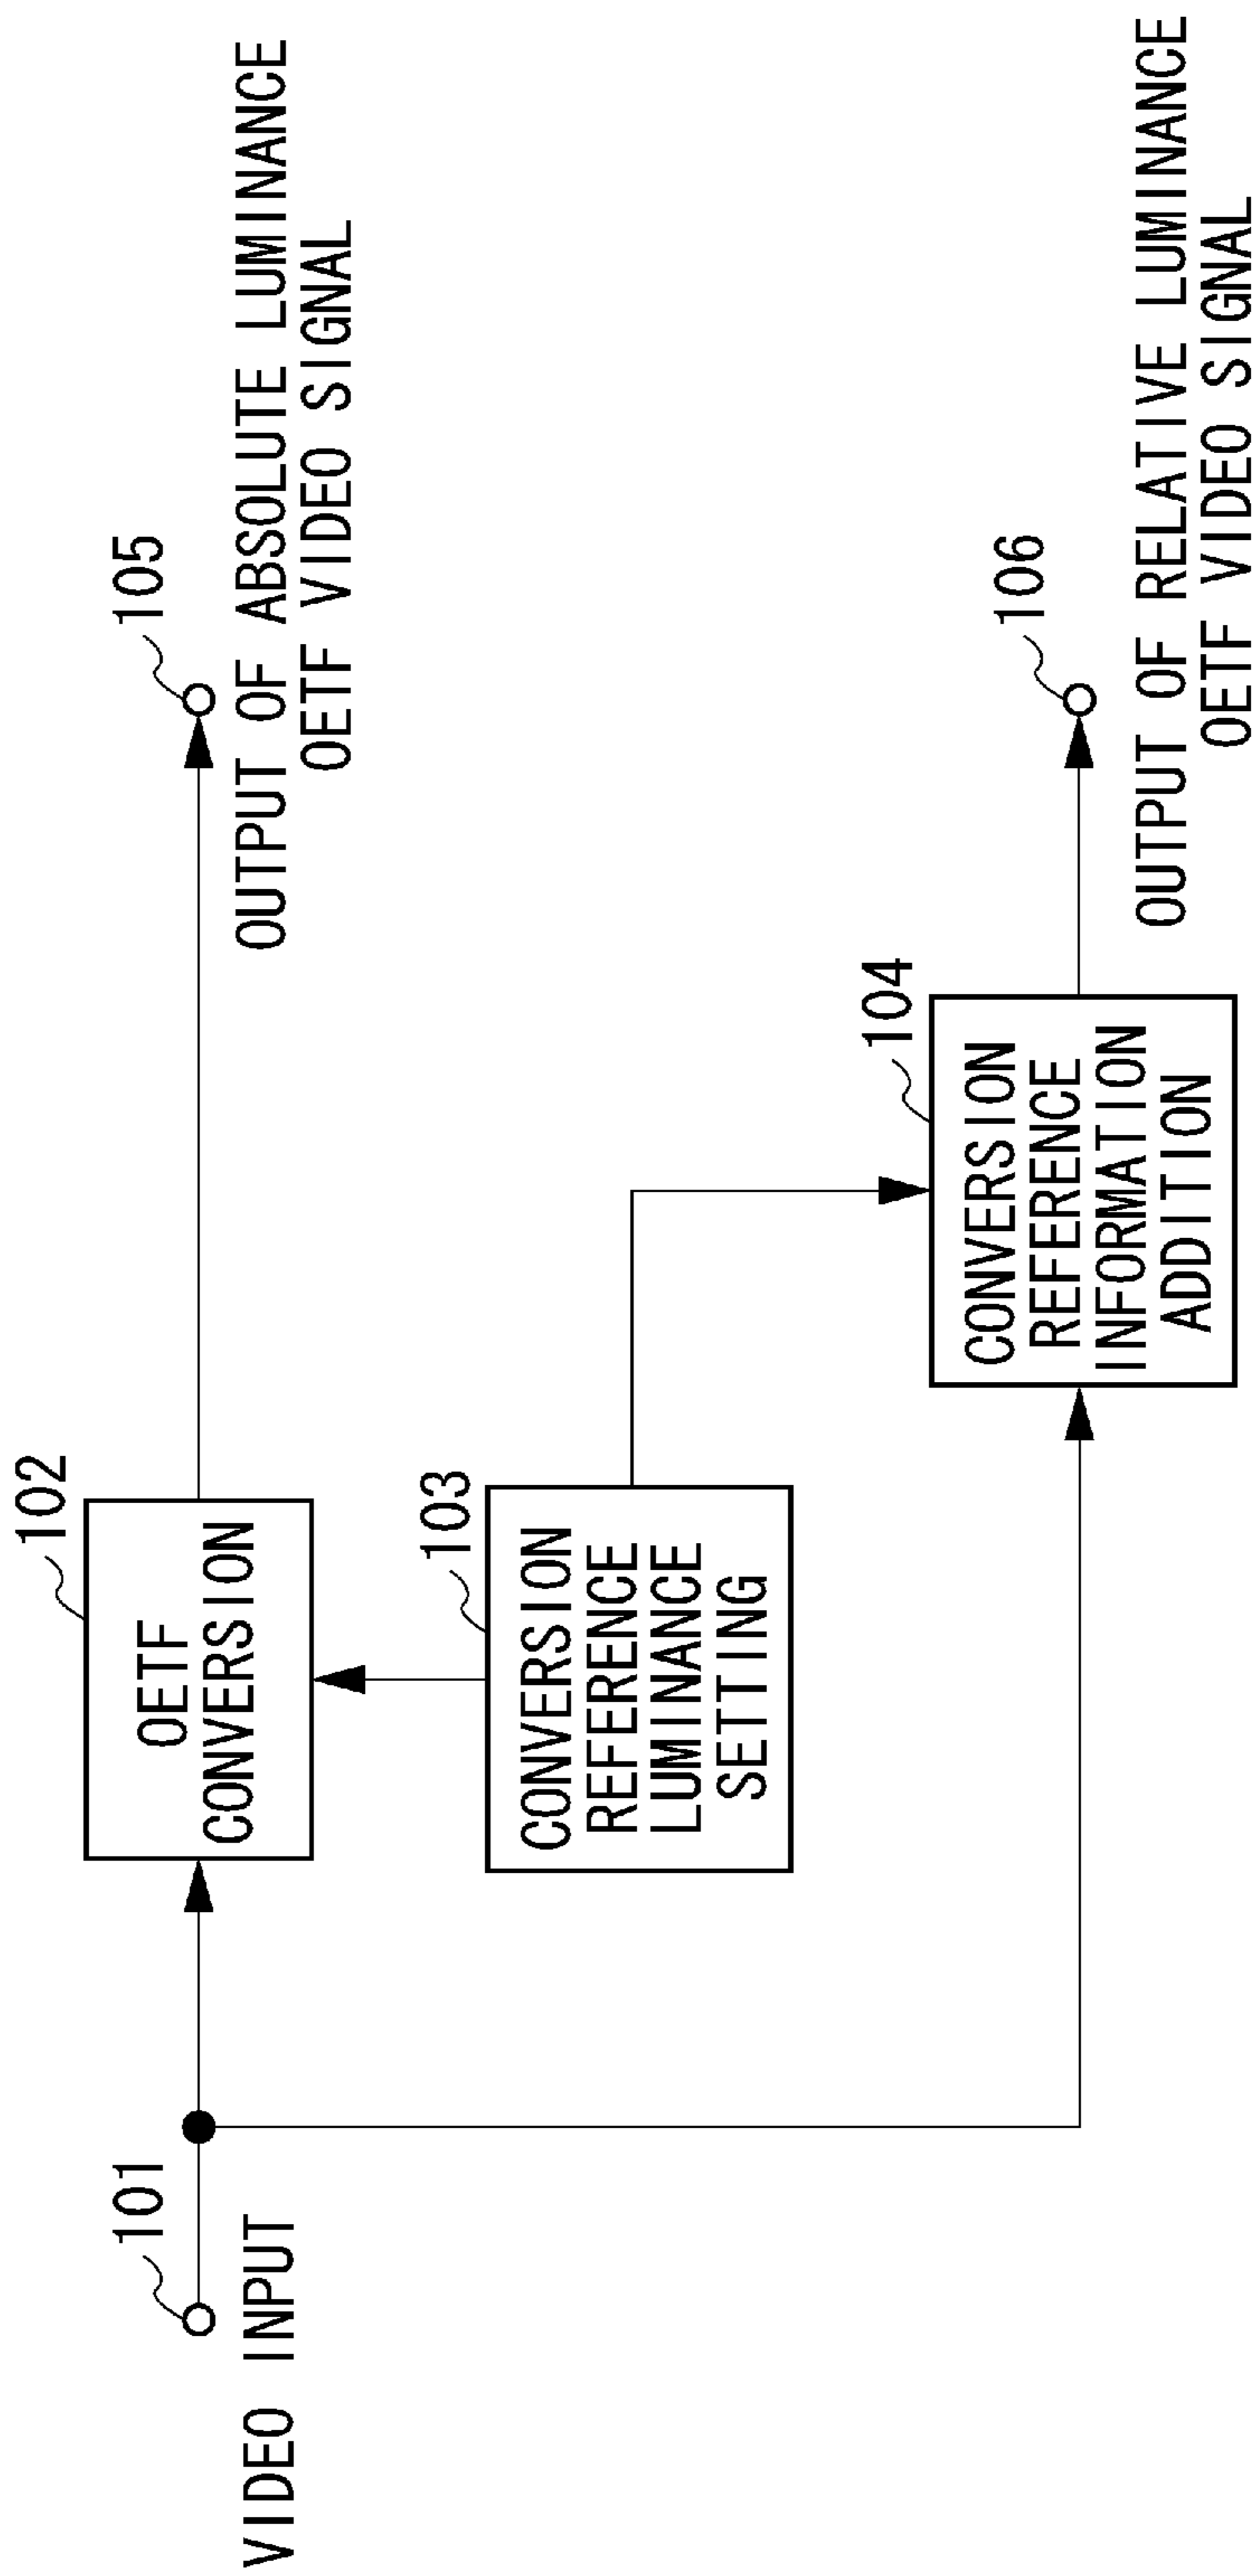 101
VIDEO INPUT
102
OETF
CONVERSION
103
CONVERSION
REFERENCE
LUMINANCE
SETTING
104
CONVERSION
REFERENCE
INFORMATION
ADDITION
105
OUTPUT OF ABSOLUTE LUMINANCE
OETF VIDEO SIGNAL
106
OUTPUT OF RELATIVE LUMINANCE
OETF VIDEO SIGNAL